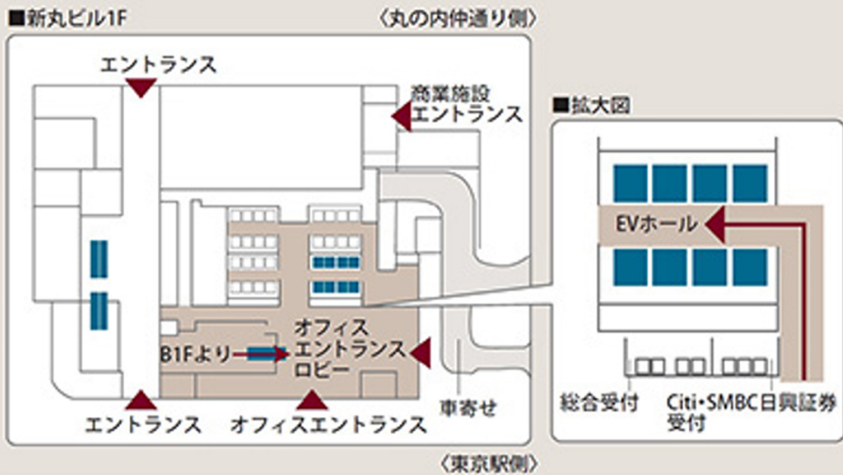 ■新丸ビル1F
〈丸の内仲通り側〉
エントランス
商業施設
エントランス
■拡大図
EVホール
オフィス
エントランス
ロビー
B1Fより
エントランス
オフィスエントランス
車寄せ
総合受付
Citi・SMBC日興証券
受付
〈東京駅側〉